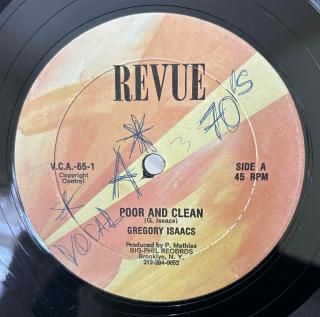 REVUE
V.C.A.-65-1
Copyright
Control
SIDE A
45 RPM
* A *
3 70's
VOCAL
POOR AND CLEAN
(G. Isaacs)
GREGORY ISAACS
Produced by P. Mathias
BIG-PHIL RECORDS
Brooklyn, N. Y.
212-284-0652